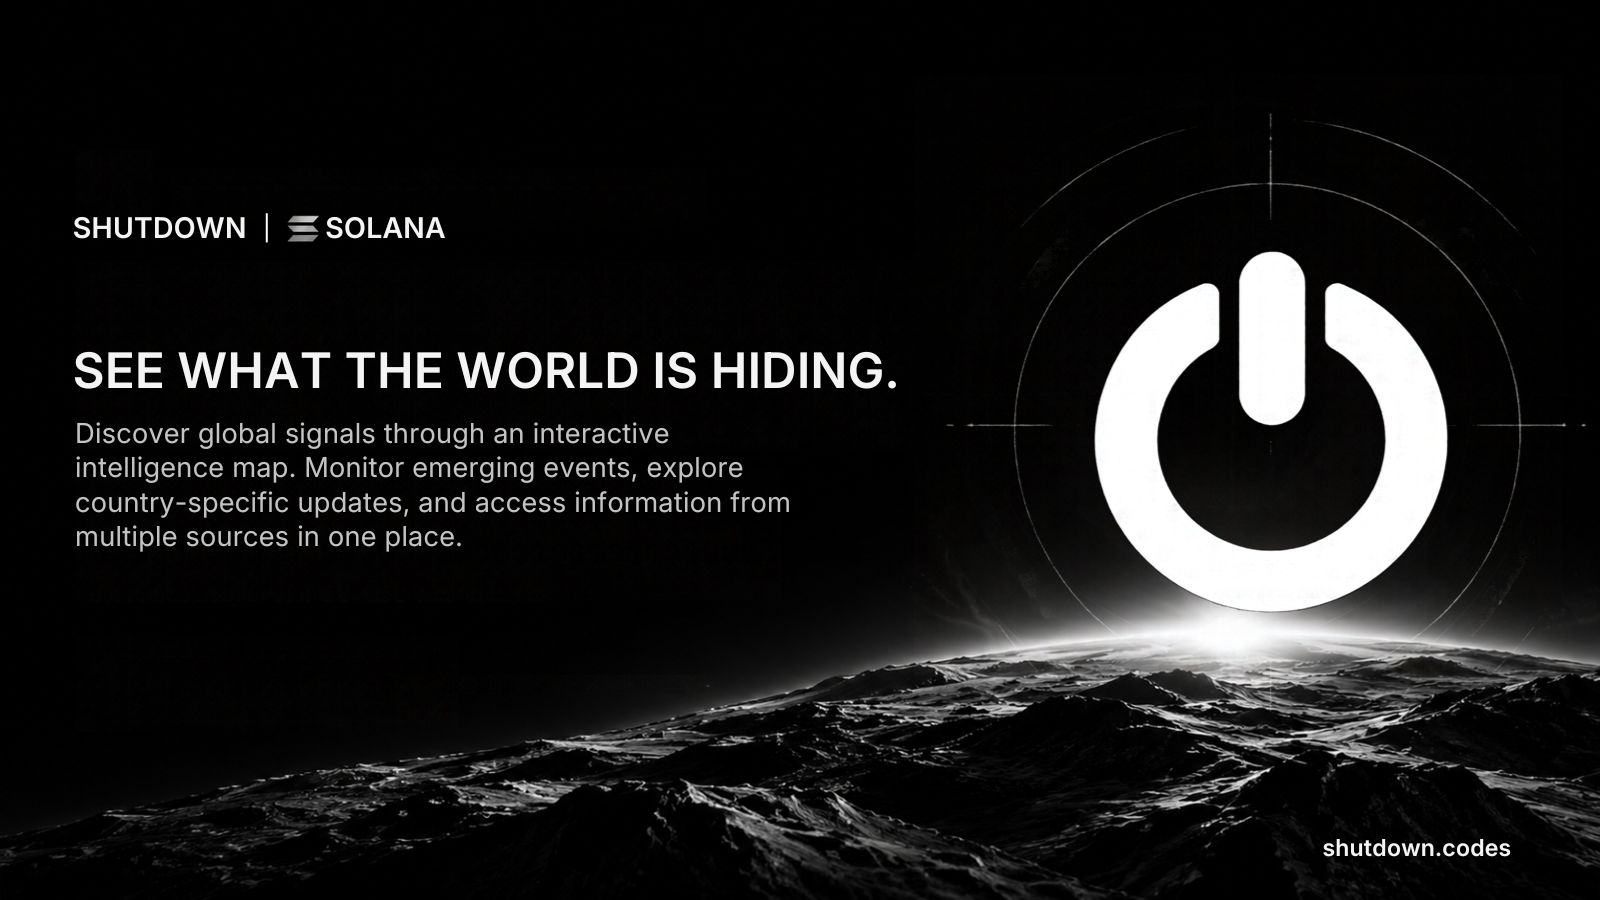 SHUTDOWN | SOLANA
SEE WHAT THE WORLD IS HIDING.
Discover global signals through an interactive
intelligence map. Monitor emerging events, explore
country-specific updates, and access information from
multiple sources in one place.
shutdown.codes